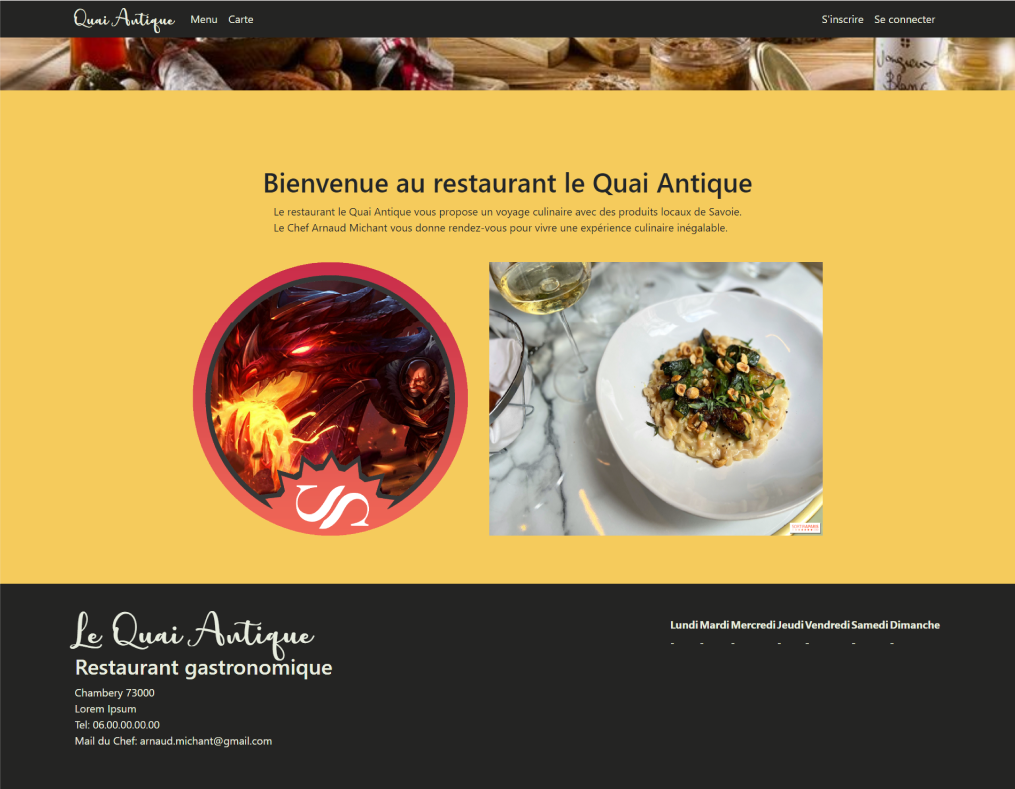 Quai Antique Menu Carte S'inscrire Se connecter
Jongieux
Blanc
Bienvenue au restaurant le Quai Antique
Le restaurant le Quai Antique vous propose un voyage culinaire avec des produits locaux de Savoie.
Le Chef Arnaud Michant vous donne rendez-vous pour vivre une expérience culinaire inégalable.
Le Quai Antique
Restaurant gastronomique
Chambery 73000
Lorem Ipsum
Tel: 06.00.00.00.00
Mail du Chef: arnaud.michant@gmail.com
Lundi Mardi Mercredi Jeudi Vendredi Samedi Dimanche
- - - - - - -